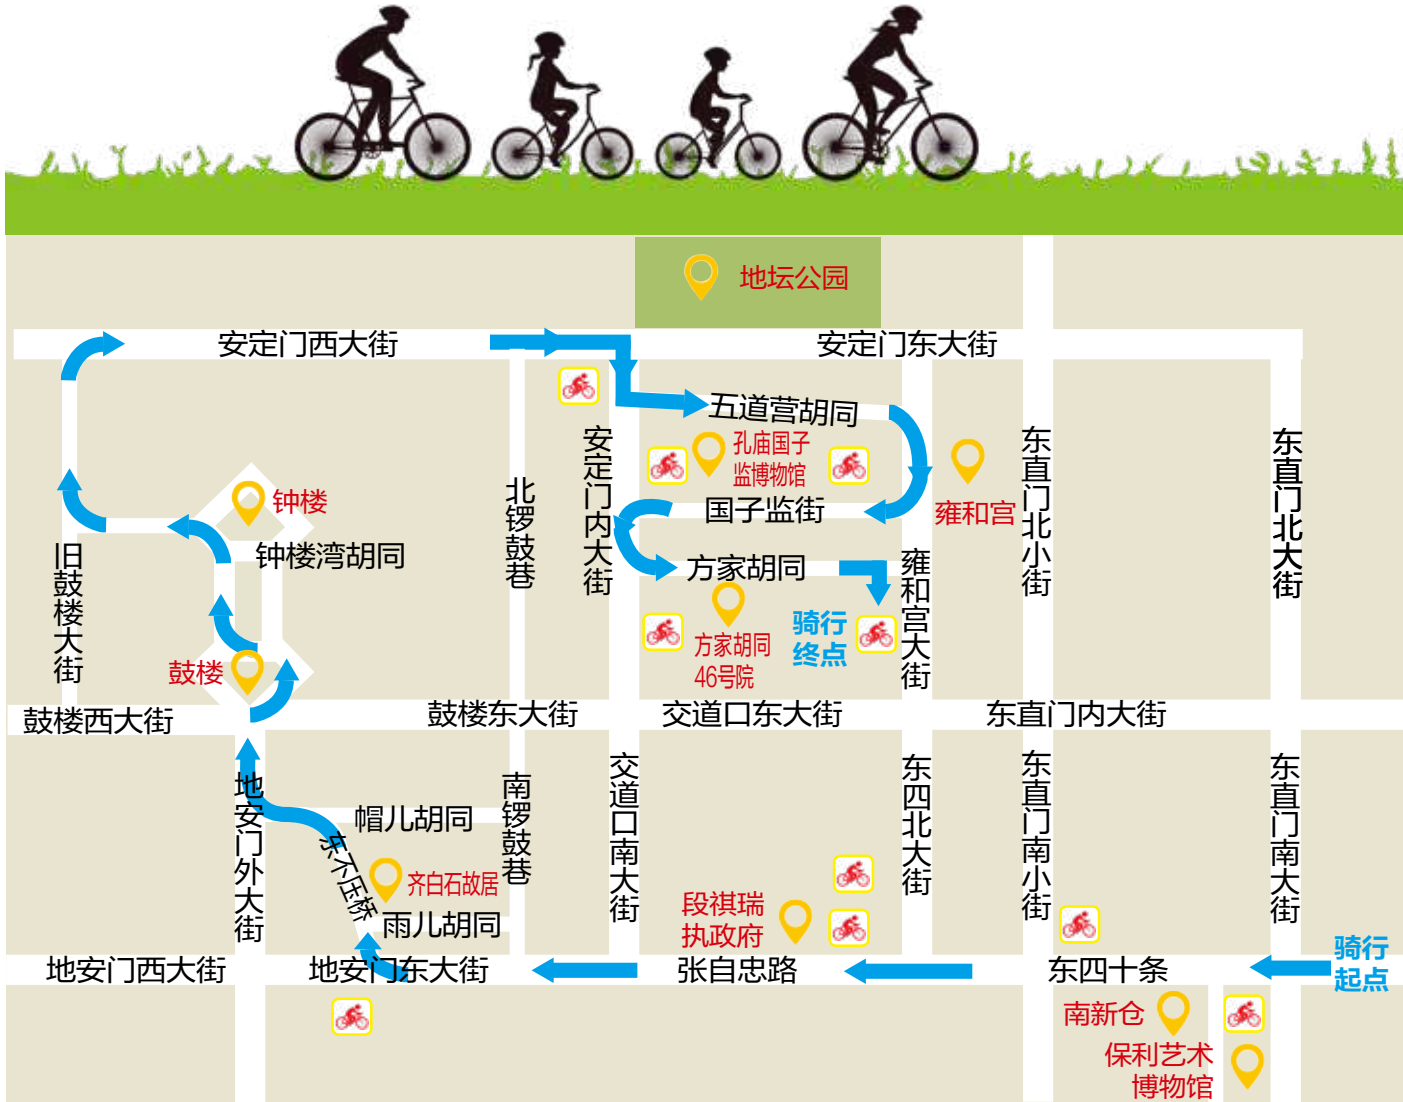 地坛公园
安定门西大街
安定门东大街
五道营胡同
孔庙国子
监博物馆
安定门内大街
东直门北小街
东直门北大街
北锣鼓巷
钟楼
雍和宫
国子监街
钟楼湾胡同
旧鼓楼大街
方家胡同
雍和宫大街
骑行
终点
方家胡同
46号院
鼓楼
鼓楼西大街
鼓楼东大街
交道口东大街
东直门内大街
地安门外大街
南锣鼓巷
交道口南大街
东四北大街
东直门南小街
东直门南大街
帽儿胡同
东不压桥
齐白石故居
雨儿胡同
段祺瑞
执政府
骑行
起点
地安门西大街
地安门东大街
张自忠路
东四十条
南新仓
保利艺术
博物馆